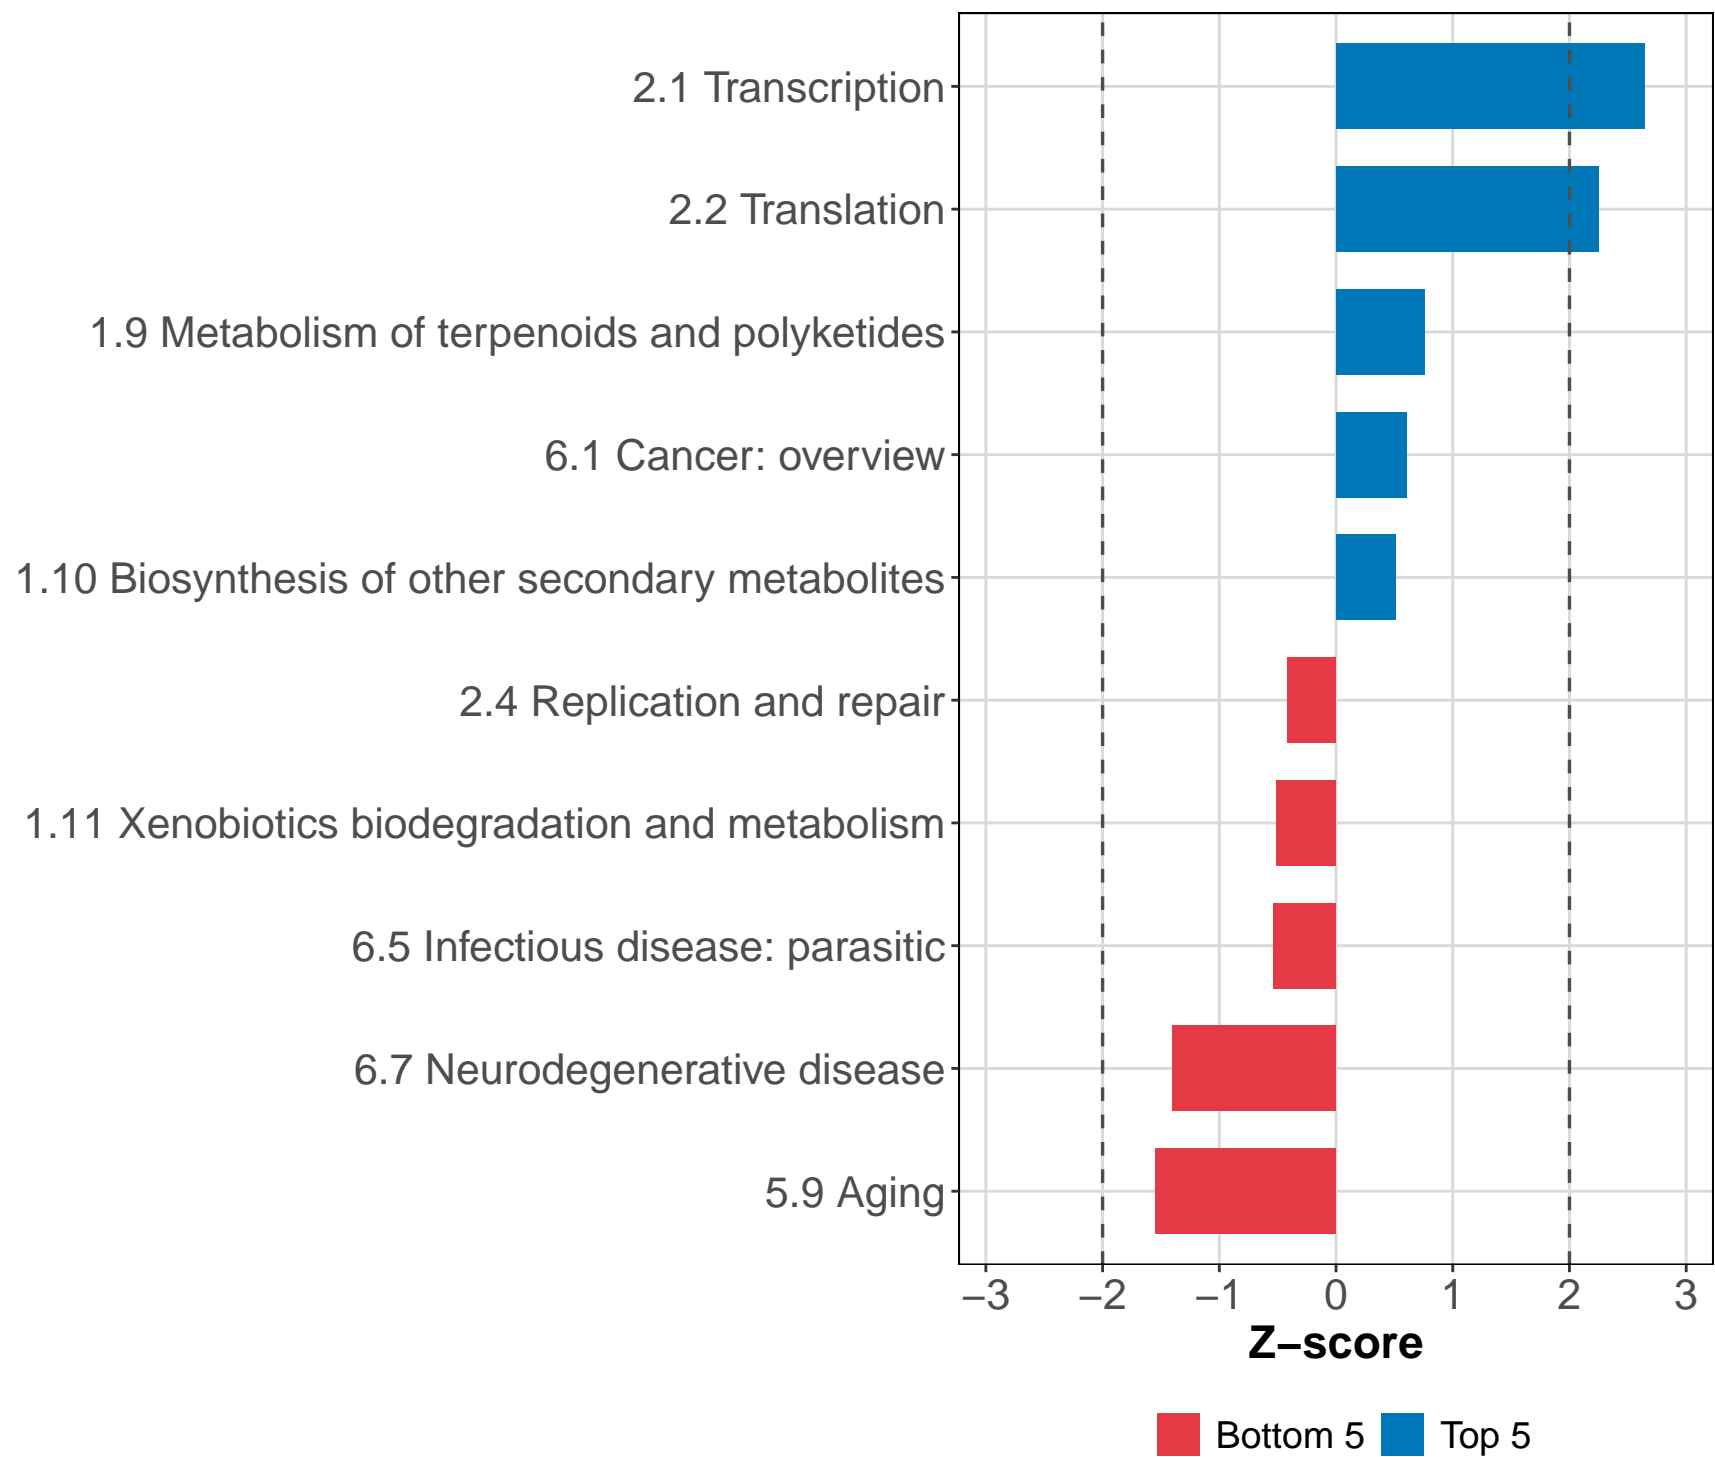 2.1 Transcription
2.2 Translation
1.9 Metabolism of terpenoids and polyketides
6.1 Cancer: overview
1.10 Biosynthesis of other secondary metabolites
2.4 Replication and repair
1.11 Xenobiotics biodegradation and metabolism
6.5 Infectious disease: parasitic
6.7 Neurodegenerative disease
5.9 Aging
−3 −2 −1 0 1 2 3
Z−score
Bottom 5 Top 5